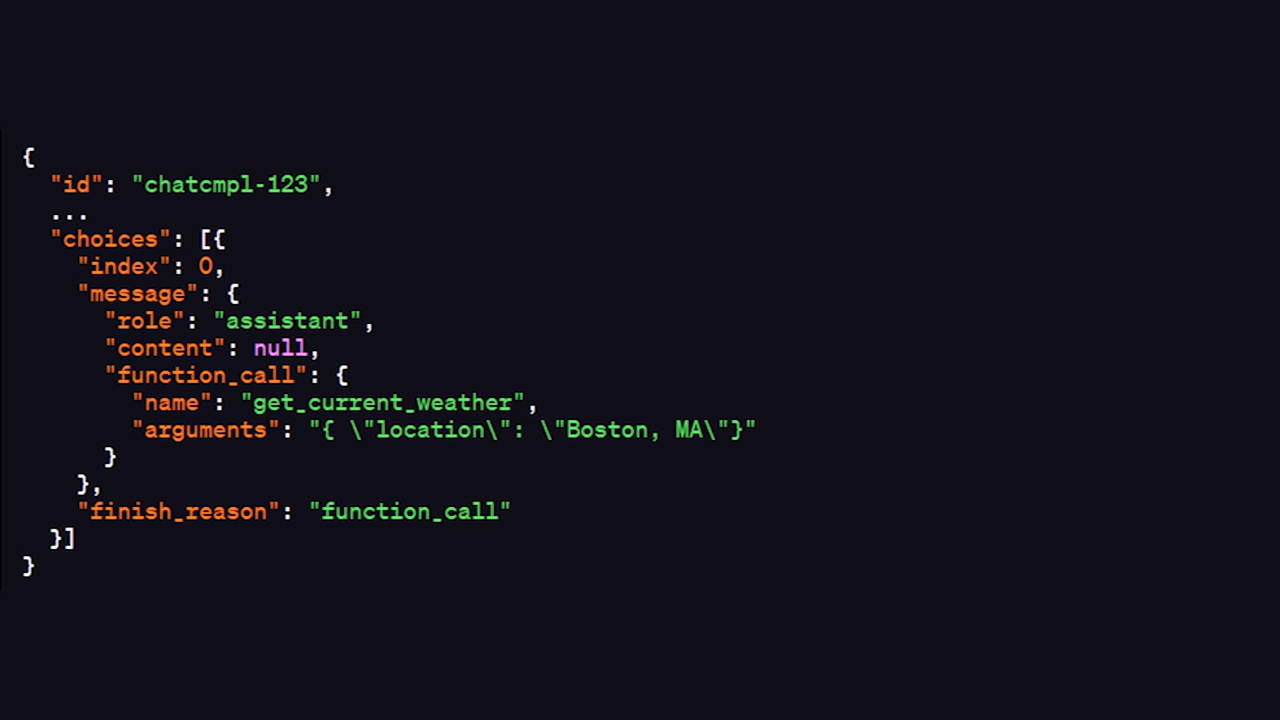 {
  "id": "chatcmpl-123",
  ...
  "choices": [{
    "index": 0,
    "message": {
      "role": "assistant",
      "content": null,
      "function_call": {
        "name": "get_current_weather",
        "arguments": "{ \"location\": \"Boston, MA\"}"
      }
    },
    "finish_reason": "function_call"
  }]
}